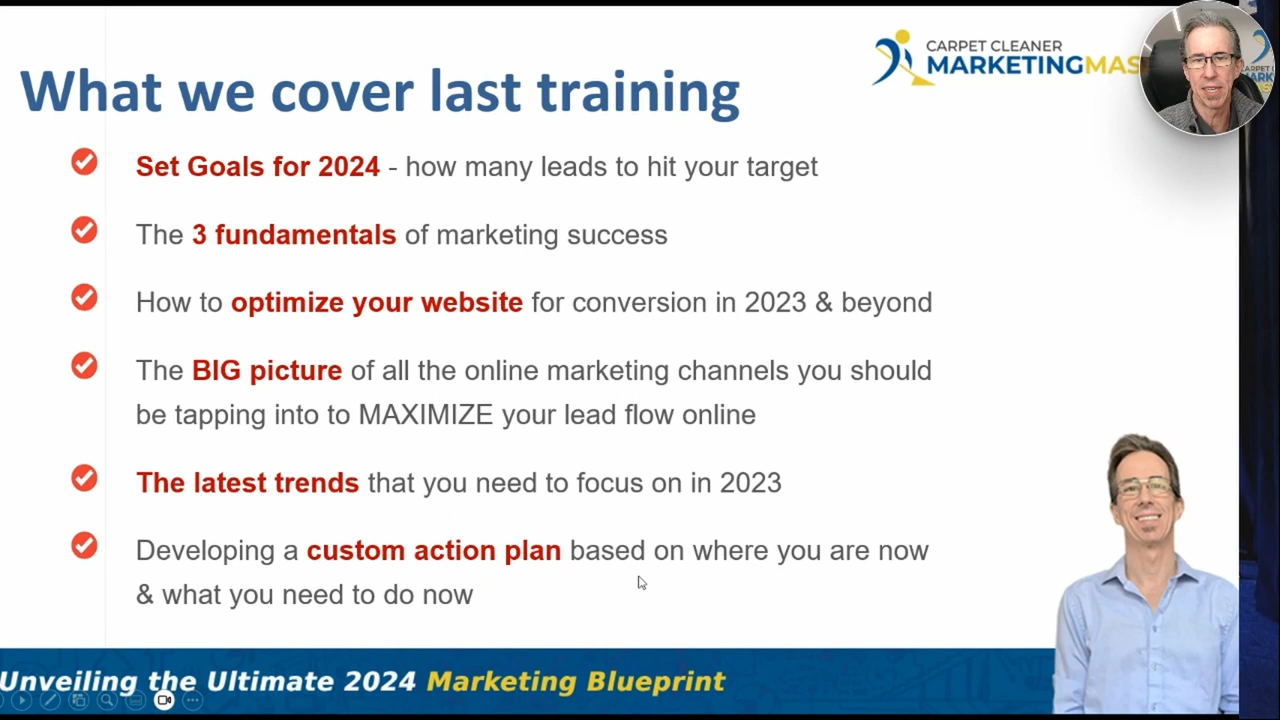 CARPET CLEANER
MARKETINGMAS
What we cover last training
Set Goals for 2024 - how many leads to hit your target
The 3 fundamentals of marketing success
How to optimize your website for conversion in 2023 & beyond
The BIG picture of all the online marketing channels you should
be tapping into to MAXIMIZE your lead flow online
The latest trends that you need to focus on in 2023
Developing a custom action plan based on where you are now
& what you need to do now
Unveiling the Ultimate 2024 Marketing Blueprint